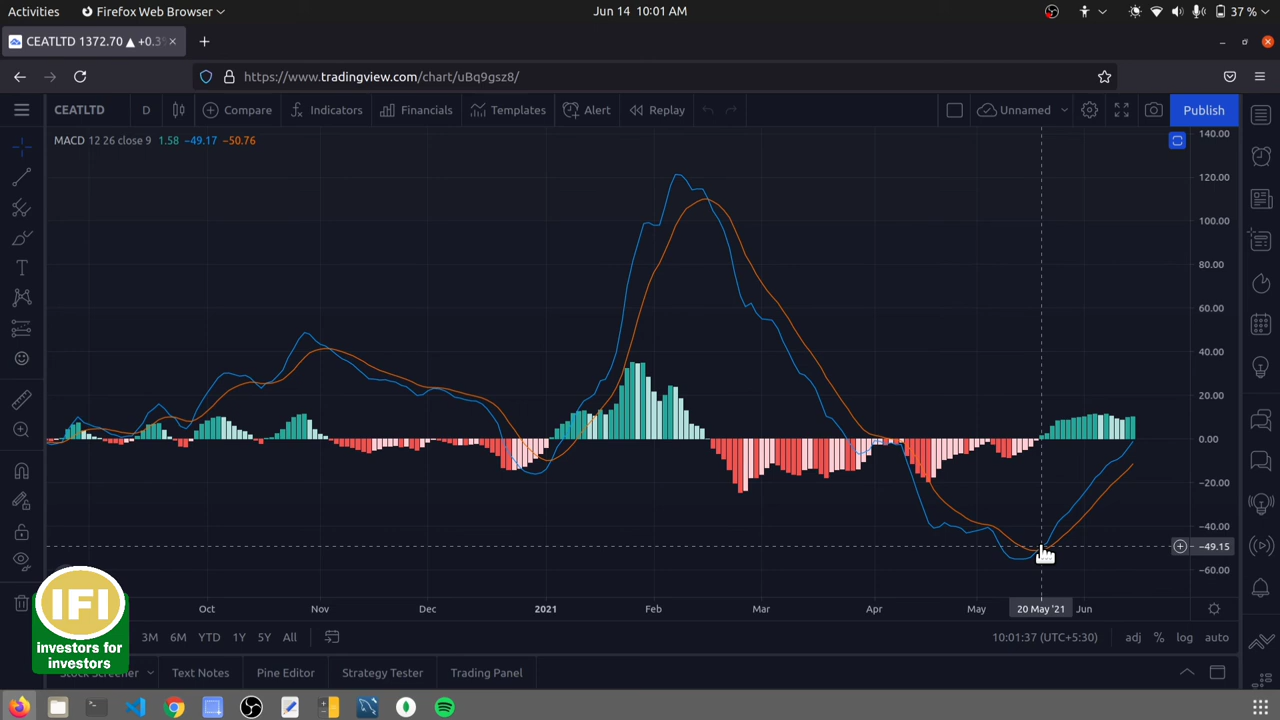 Activities Firefox Web Browser Jun 14 10:01 AM 37 %
CEATLTD 1372.70 ▲ +0.3
https://www.tradingview.com/chart/uBq9gsz8/
CEATLTD D Compare Indicators Financials Templates Alert Replay Unnamed Publish
MACD 12 26 close 9 1.58 −49.17 −50.76
140.00
120.00
100.00
80.00
60.00
40.00
20.00
0.00
−20.00
−40.00
−49.15
−60.00
Oct Nov Dec 2021 Feb Mar Apr May 20 May '21 Jun
3M 6M YTD 1Y 5Y All 10:01:37 (UTC+5:30) adj % log auto
Stock Screener Text Notes Pine Editor Strategy Tester Trading Panel
IFI
investors for
investors